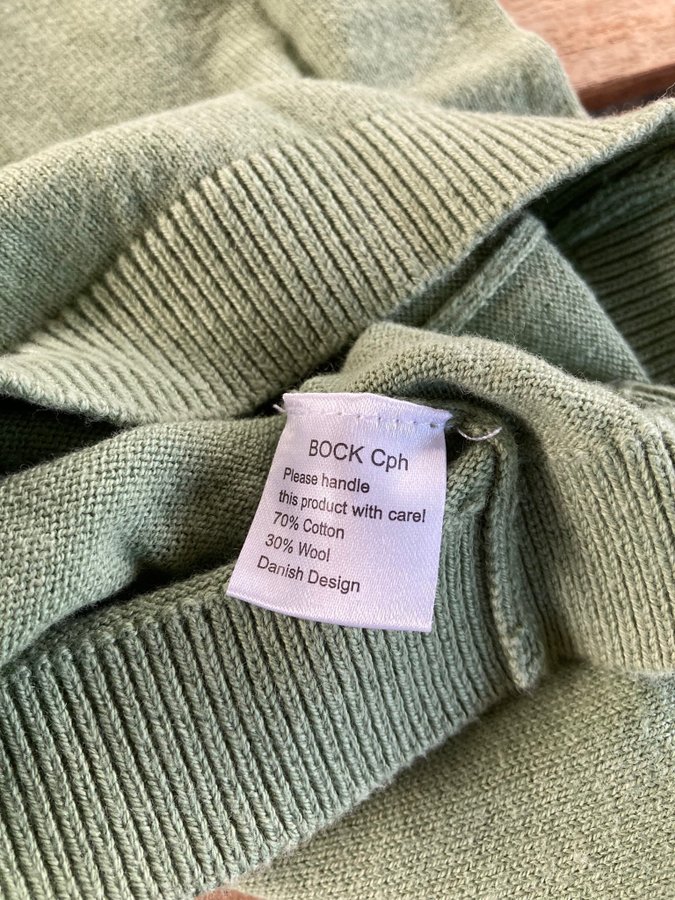 BOCK Cph
Please handle
this product with care!
70% Cotton
30% Wool
Danish Design